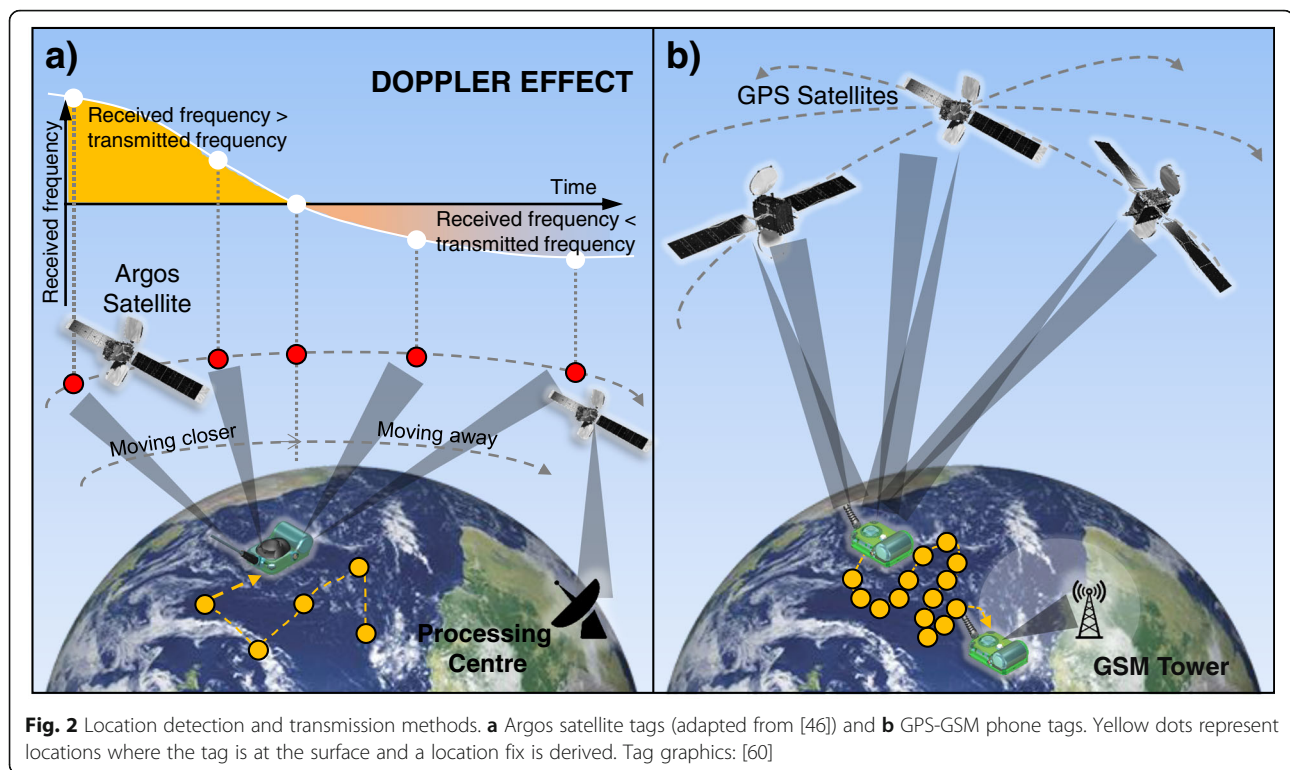 a)
DOPPLER EFFECT
Received frequency >
transmitted frequency
Received frequency
Time
Received frequency <
transmitted frequency
Argos
Satellite
Moving closer
Moving away
Processing
Centre
b)
GPS Satellites
GSM Tower
Fig. 2 Location detection and transmission methods. a Argos satellite tags (adapted from [46]) and b GPS-GSM phone tags. Yellow dots represent
locations where the tag is at the surface and a location fix is derived. Tag graphics: [60]